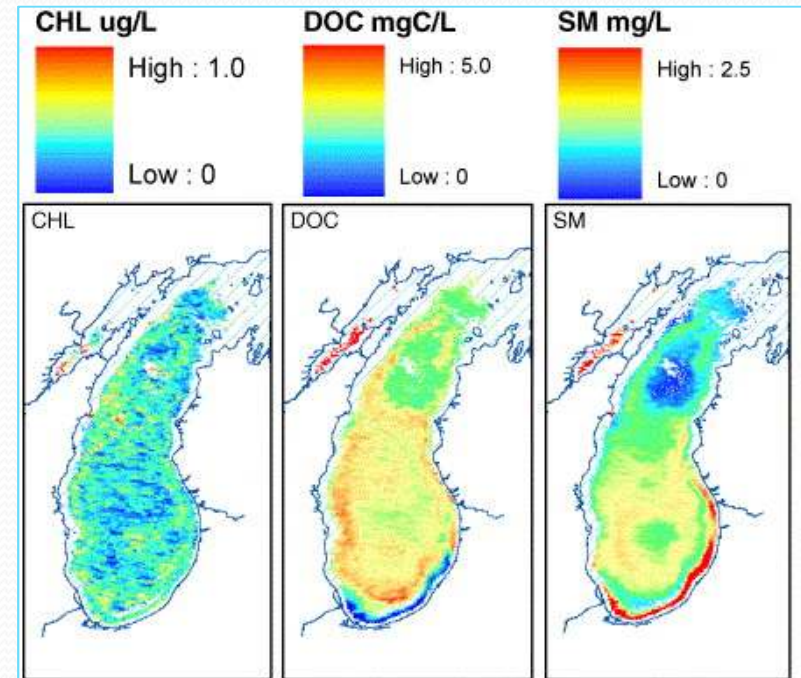 CHL ug/L
High : 1.0
Low : 0
DOC mgC/L
High : 5.0
Low : 0
SM mg/L
High : 2.5
Low : 0
CHL
DOC
SM